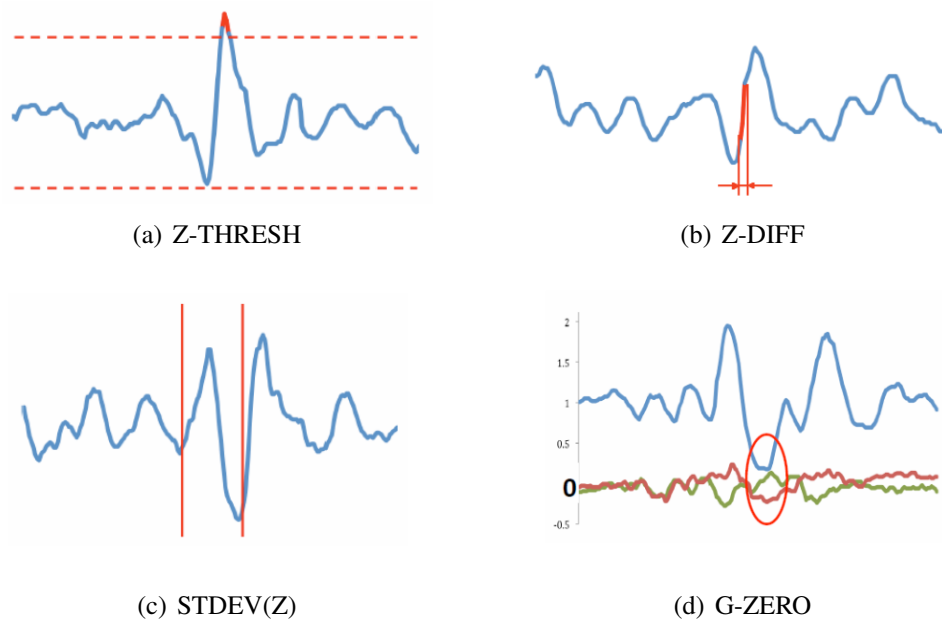 (a) Z-THRESH
(b) Z-DIFF
(c) STDEV(Z)
2
1.5
1
0.5
0
-0.5
(d) G-ZERO